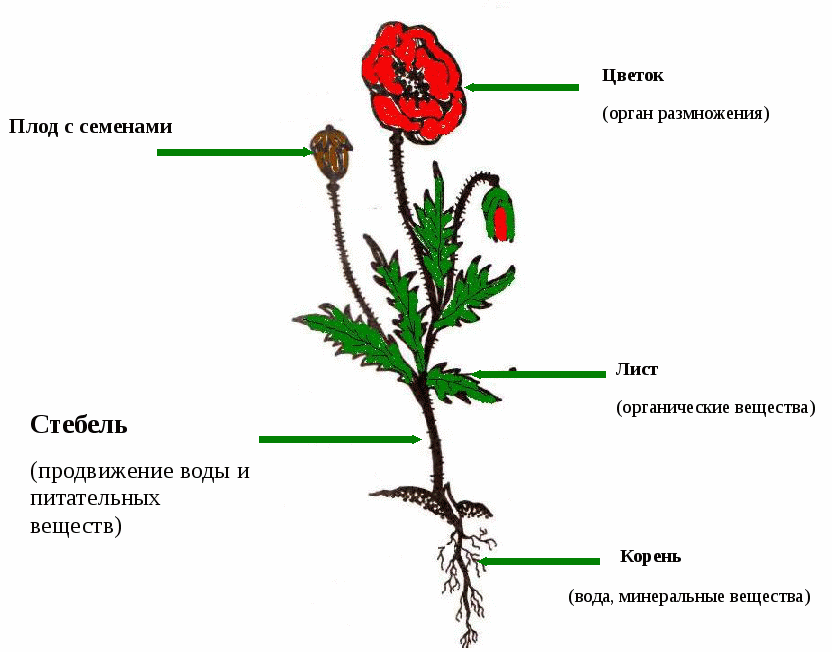 Цветок
(орган размножения)
Плод с семенами
Лист
(органические вещества)
Стебель
(продвижение воды и
питательных
веществ)
Корень
(вода, минеральные вещества)